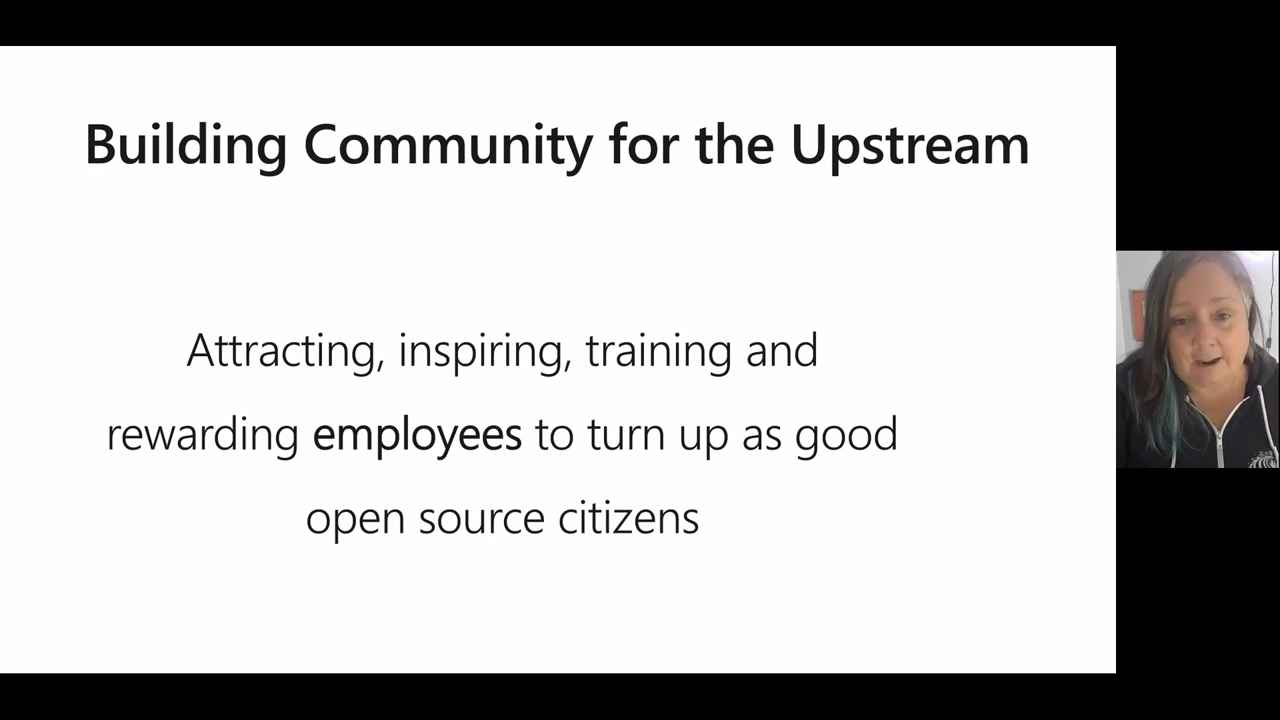 Building Community for the Upstream
Attracting, inspiring, training and
rewarding employees to turn up as good
open source citizens